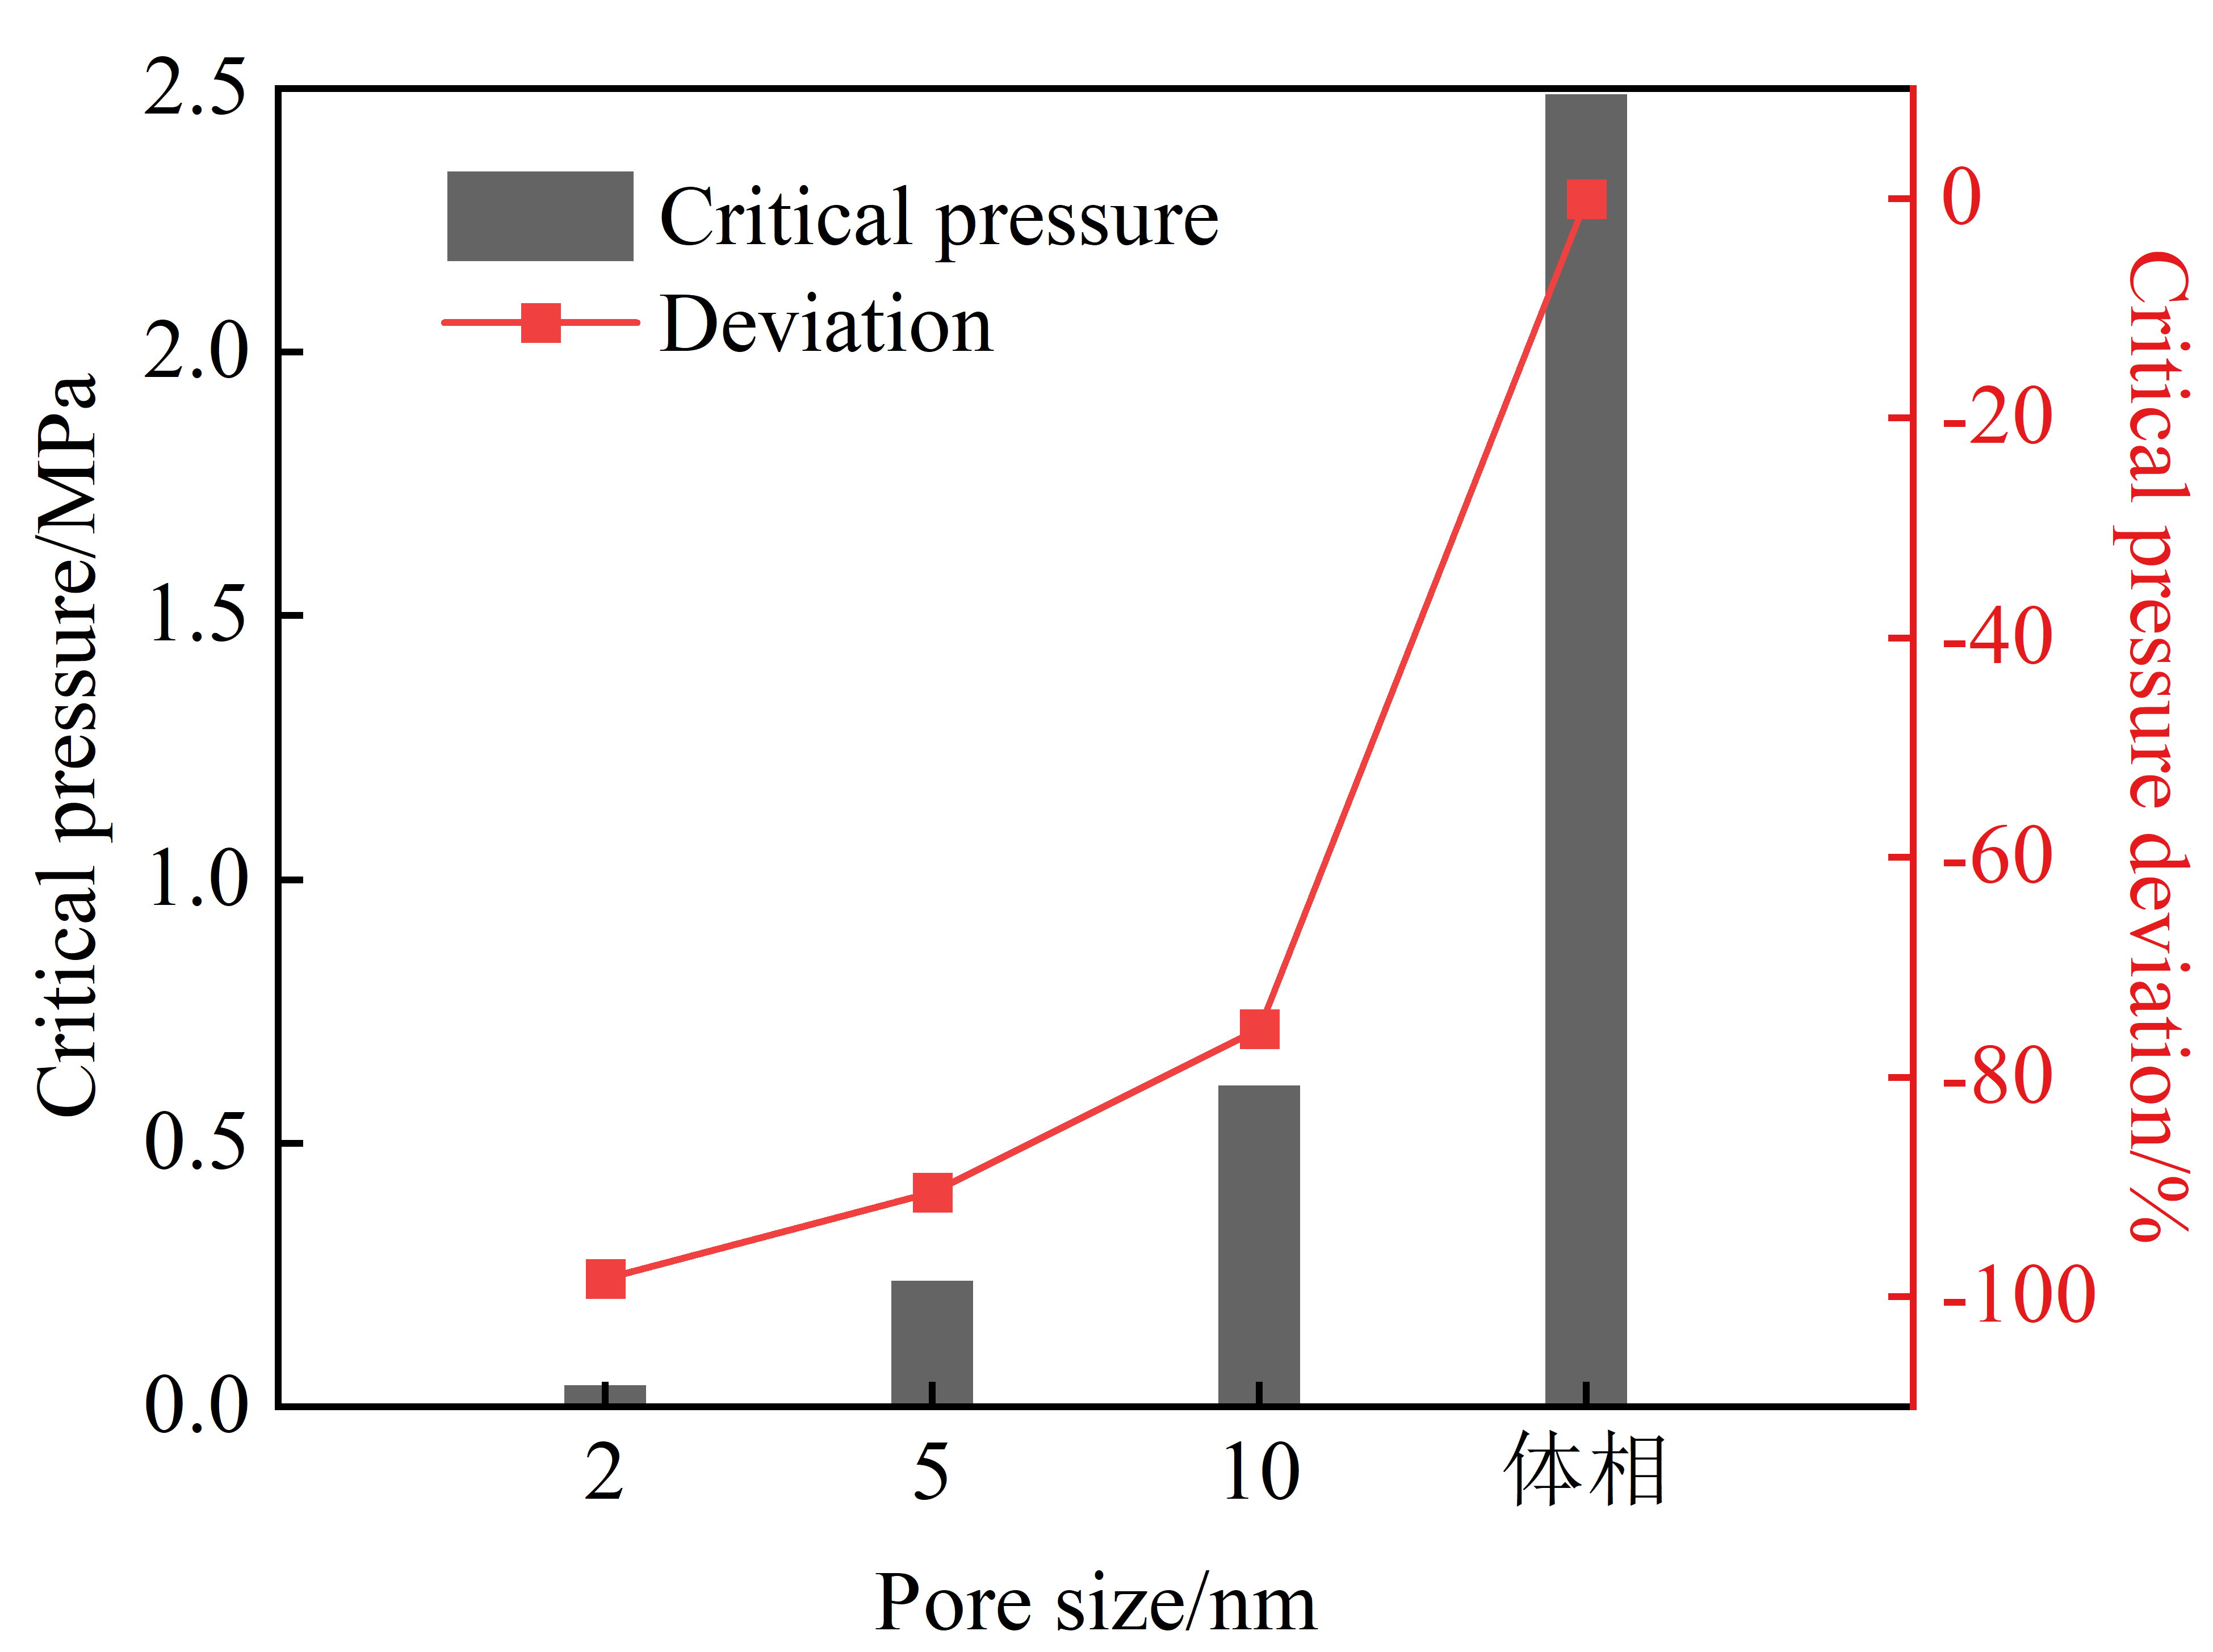 Critical pressure/MPa
2.5
2.0
1.5
1.0
0.5
0.0
Critical pressure
Deviation
0
-20
-40
-60
-80
-100
Critical pressure deviation/%
2 5 10 体相
Pore size/nm